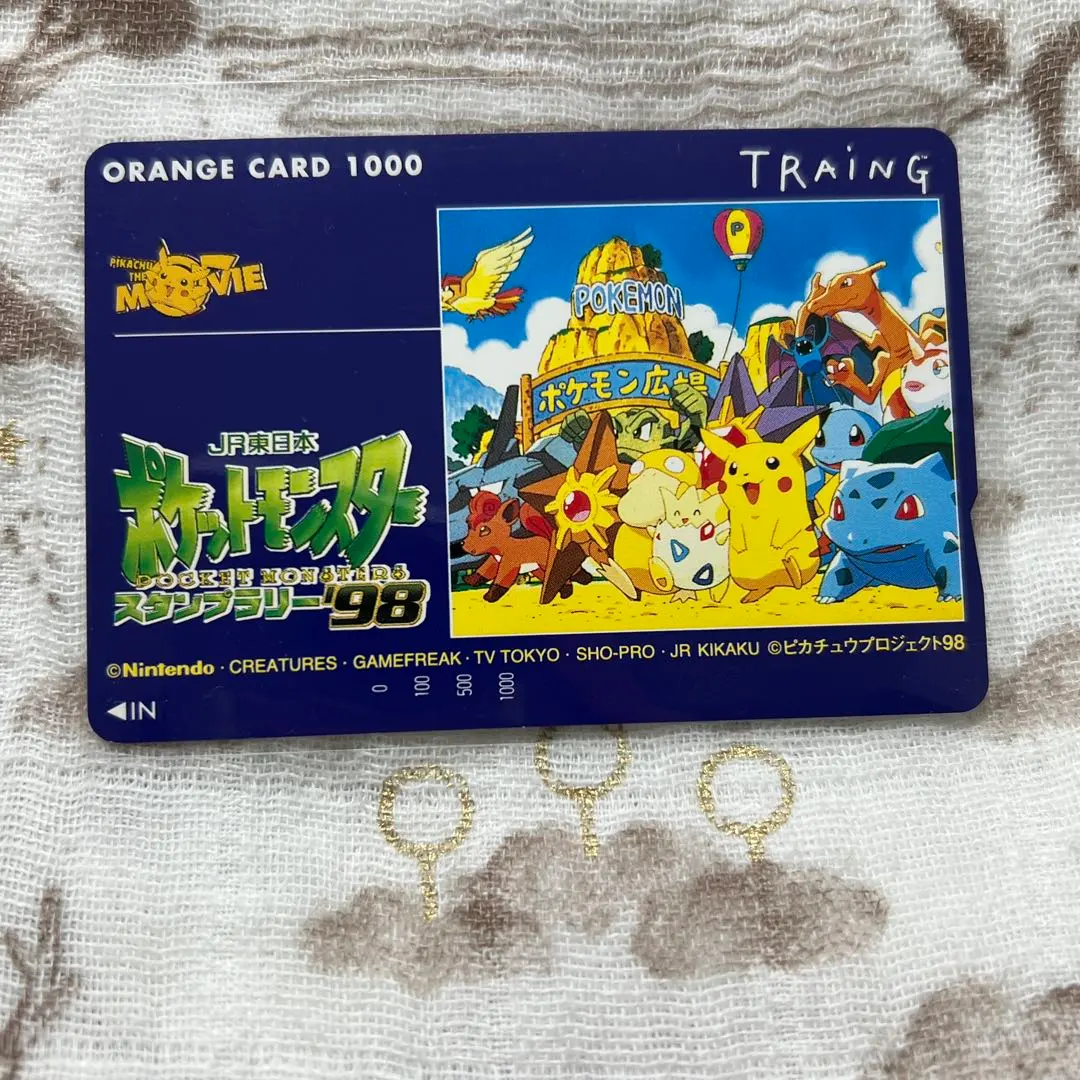 ORANGE CARD 1000
TRAiNG
PIKACHU
THE
MOVIE
P
POKEMON
ポケモン広場
JR東日本
ポケットモンスター
POCKET MONSTERS
スタンプラリー'98
©Nintendo · CREATURES · GAMEFREAK · TV TOKYO · SHO-PRO · JR KIKAKU ©ピカチュウプロジェクト98
0 100 500 1000
◀IN